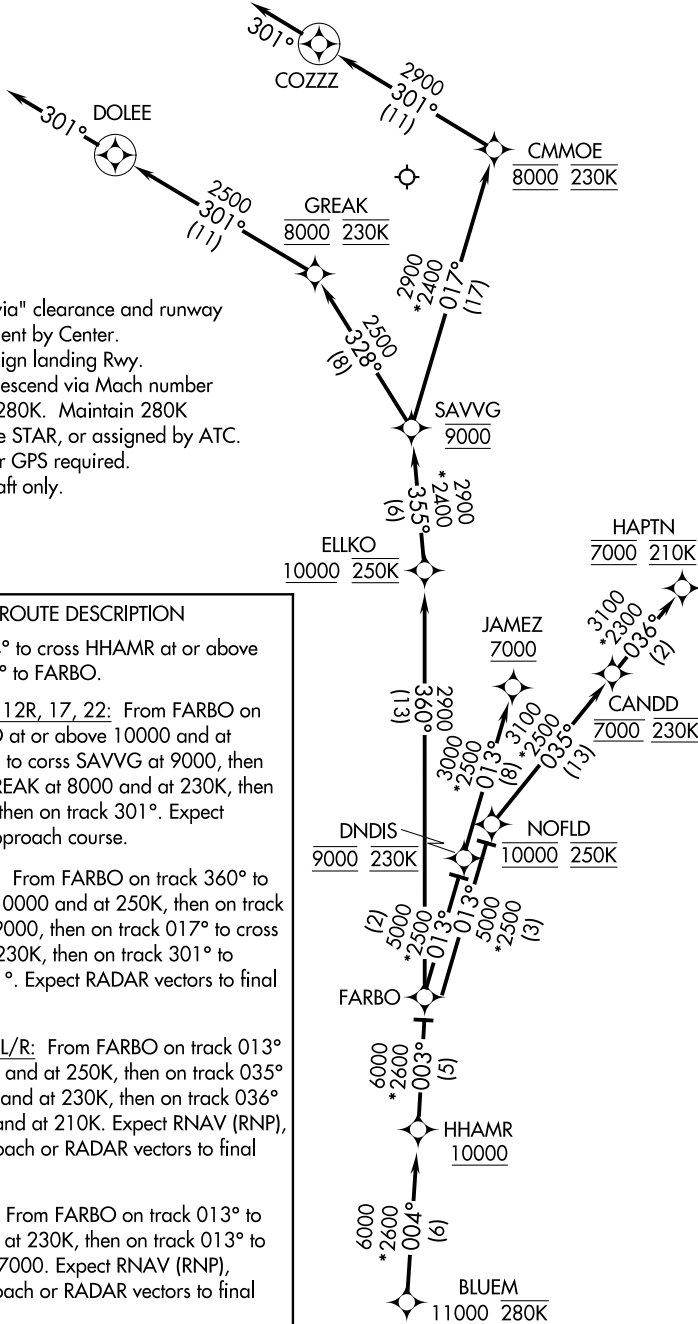 301°
COZZZ
2900
301°
(11)
CMMOE
8000 230K
301°
DOLEE
2500
301°
(11)
GREAK
8000 230K
2900
*2400
017°
(17)
2500
328°
(8)
via" clearance and runway
ent by Center.
ign landing Rwy.
escend via Mach number
280K. Maintain 280K
e STAR, or assigned by ATC.
r GPS required.
aft only.
SAVVG
9000
2900
*2400
355°
(6)
ELLKO
10000 250K
HAPTN
7000 210K
3100
*2300
036°
(2)
JAMEZ
7000
CANDD
7000 230K
2900
360°
(13)
3000
*2500
013°
3100
(8)
*2500
035°
(13)
DNDIS
9000 230K
NOFLD
10000 250K
(2)
5000
*2500
013°
013°
5000
*2500
(3)
FARBO
6000
*2600
003°
(5)
HHAMR
10000
6000
*2600
004°
(6)
BLUEM
11000 280K
ROUTE DESCRIPTION
° to cross HHAMR at or above
° to FARBO.
12R, 17, 22: From FARBO on
O at or above 10000 and at
to corss SAVVG at 9000, then
REAK at 8000 and at 230K, then
then on track 301°. Expect
pproach course.
From FARBO on track 360° to
0000 and at 250K, then on track
9000, then on track 017° to cross
230K, then on track 301° to
1°. Expect RADAR vectors to final
L/R: From FARBO on track 013°
and at 250K, then on track 035°
and at 230K, then on track 036°
and at 210K. Expect RNAV (RNP),
oach or RADAR vectors to final
From FARBO on track 013° to
at 230K, then on track 013° to
7000. Expect RNAV (RNP),
oach or RADAR vectors to final